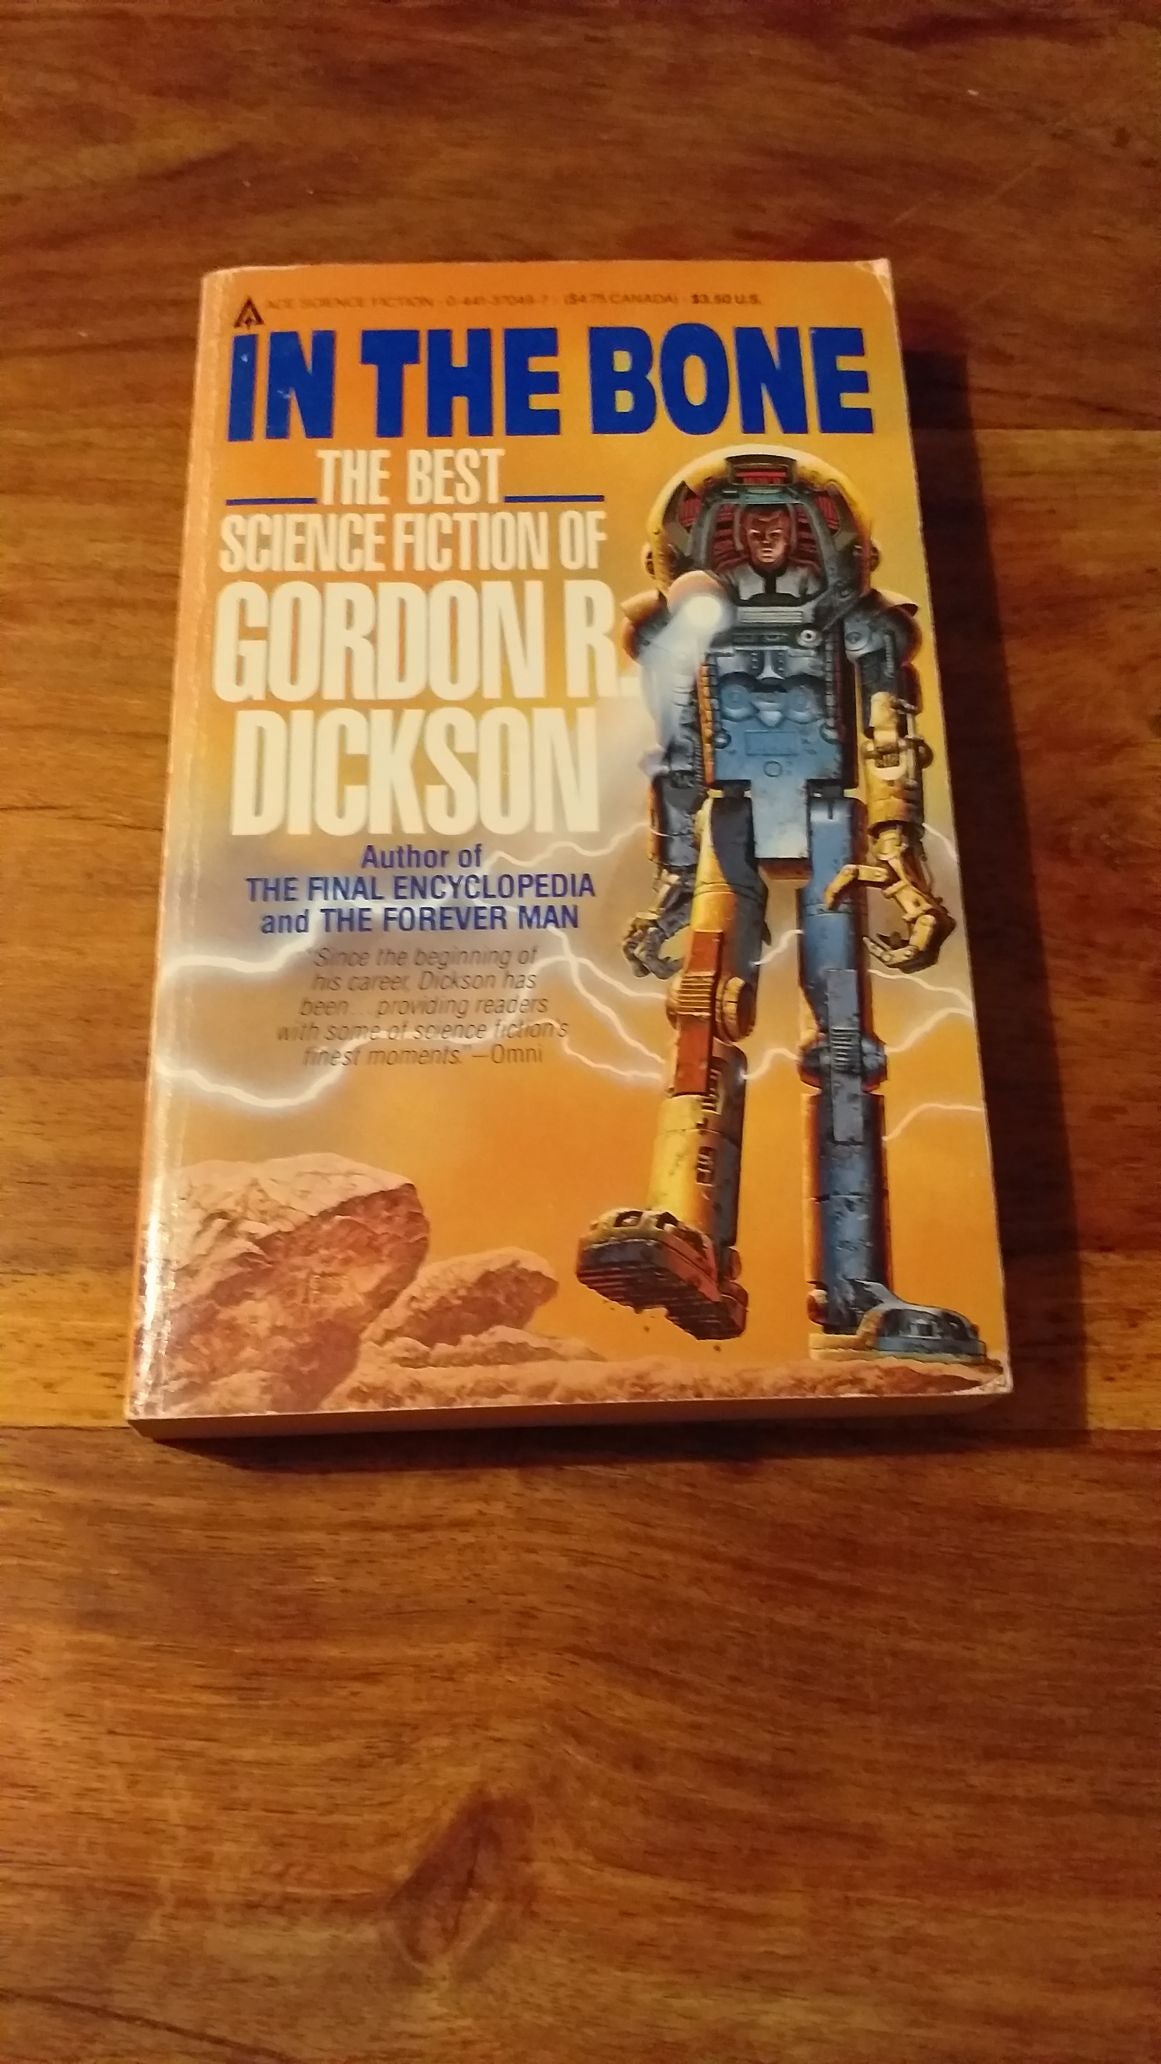 ACE SCIENCE FICTION · 0-441-37049-7 · ($4.75 CANADA) · $3.50 U.S.
IN THE BONE
THE BEST
SCIENCE FICTION OF
GORDON R.
DICKSON
Author of
THE FINAL ENCYCLOPEDIA
and THE FOREVER MAN
"Since the beginning of
his career, Dickson has
been...providing readers
with some of science fiction's
finest moments."—Omni